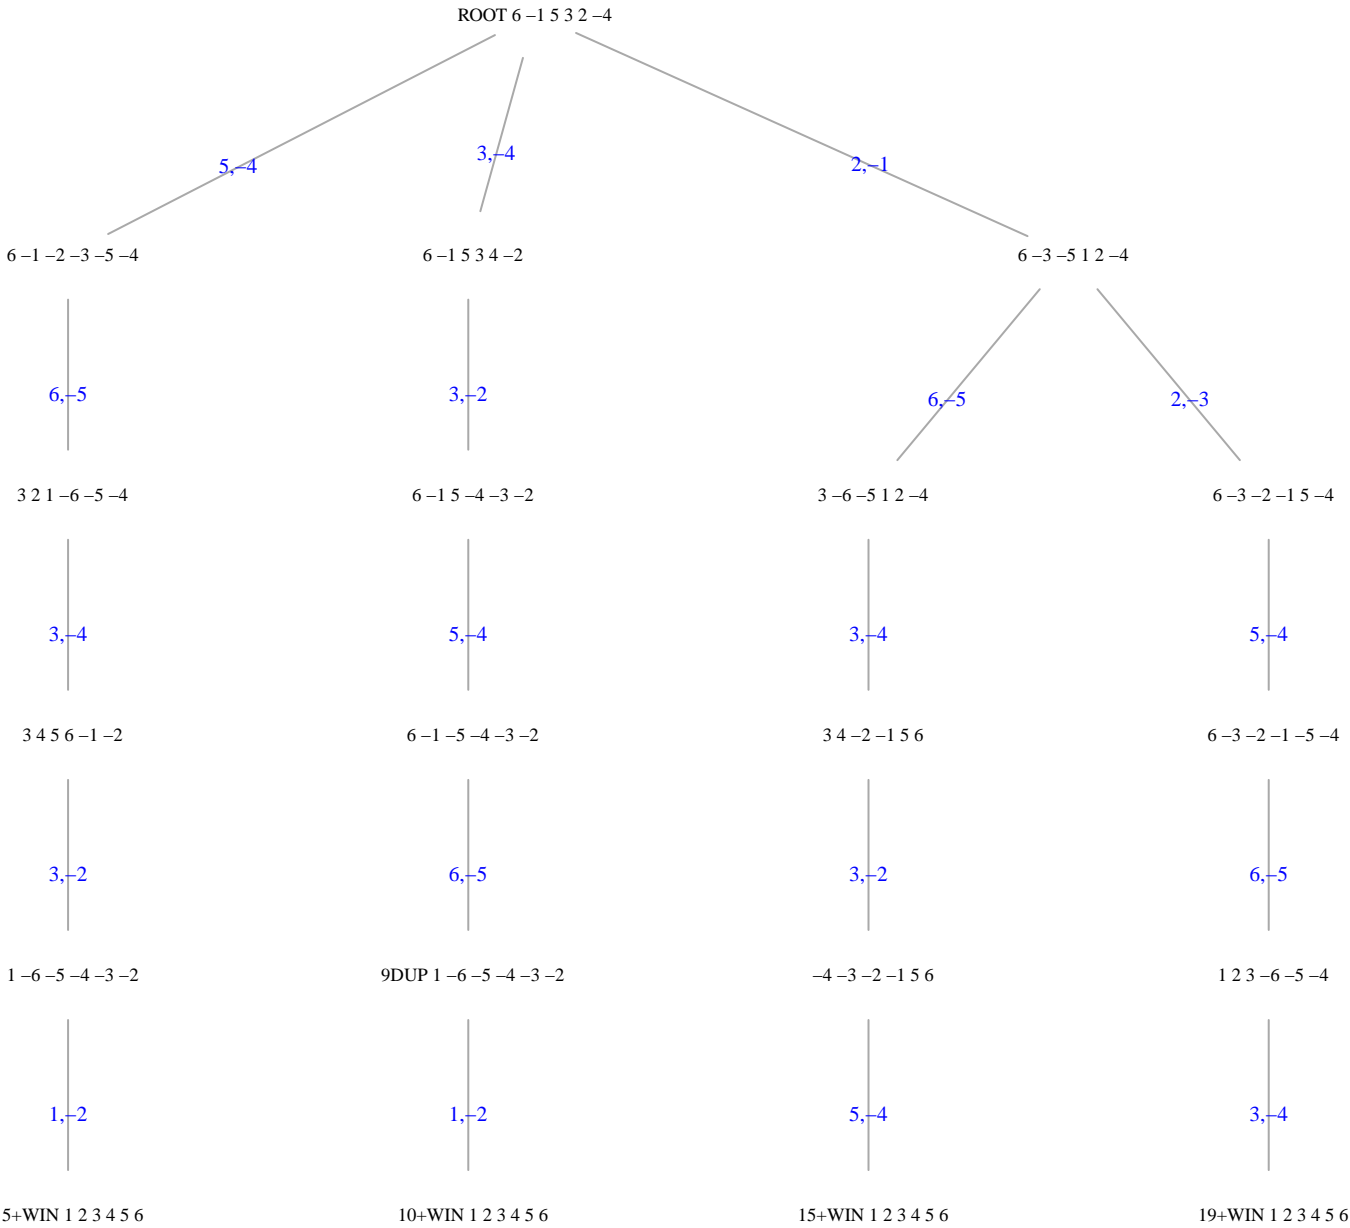 ROOT 6 –1 5 3 2 –4
5,–4
3,–4
2,–1
6 –1 –2 –3 –5 –4
6 –1 5 3 4 –2
6 –3 –5 1 2 –4
6,–5
3,–2
6,–5
2,–3
3 2 1 –6 –5 –4
6 –1 5 –4 –3 –2
3 –6 –5 1 2 –4
6 –3 –2 –1 5 –4
3,–4
5,–4
3,–4
5,–4
3 4 5 6 –1 –2
6 –1 –5 –4 –3 –2
3 4 –2 –1 5 6
6 –3 –2 –1 –5 –4
3,–2
6,–5
3,–2
6,–5
1 –6 –5 –4 –3 –2
9DUP 1 –6 –5 –4 –3 –2
–4 –3 –2 –1 5 6
1 2 3 –6 –5 –4
1,–2
1,–2
5,–4
3,–4
5+WIN 1 2 3 4 5 6
10+WIN 1 2 3 4 5 6
15+WIN 1 2 3 4 5 6
19+WIN 1 2 3 4 5 6